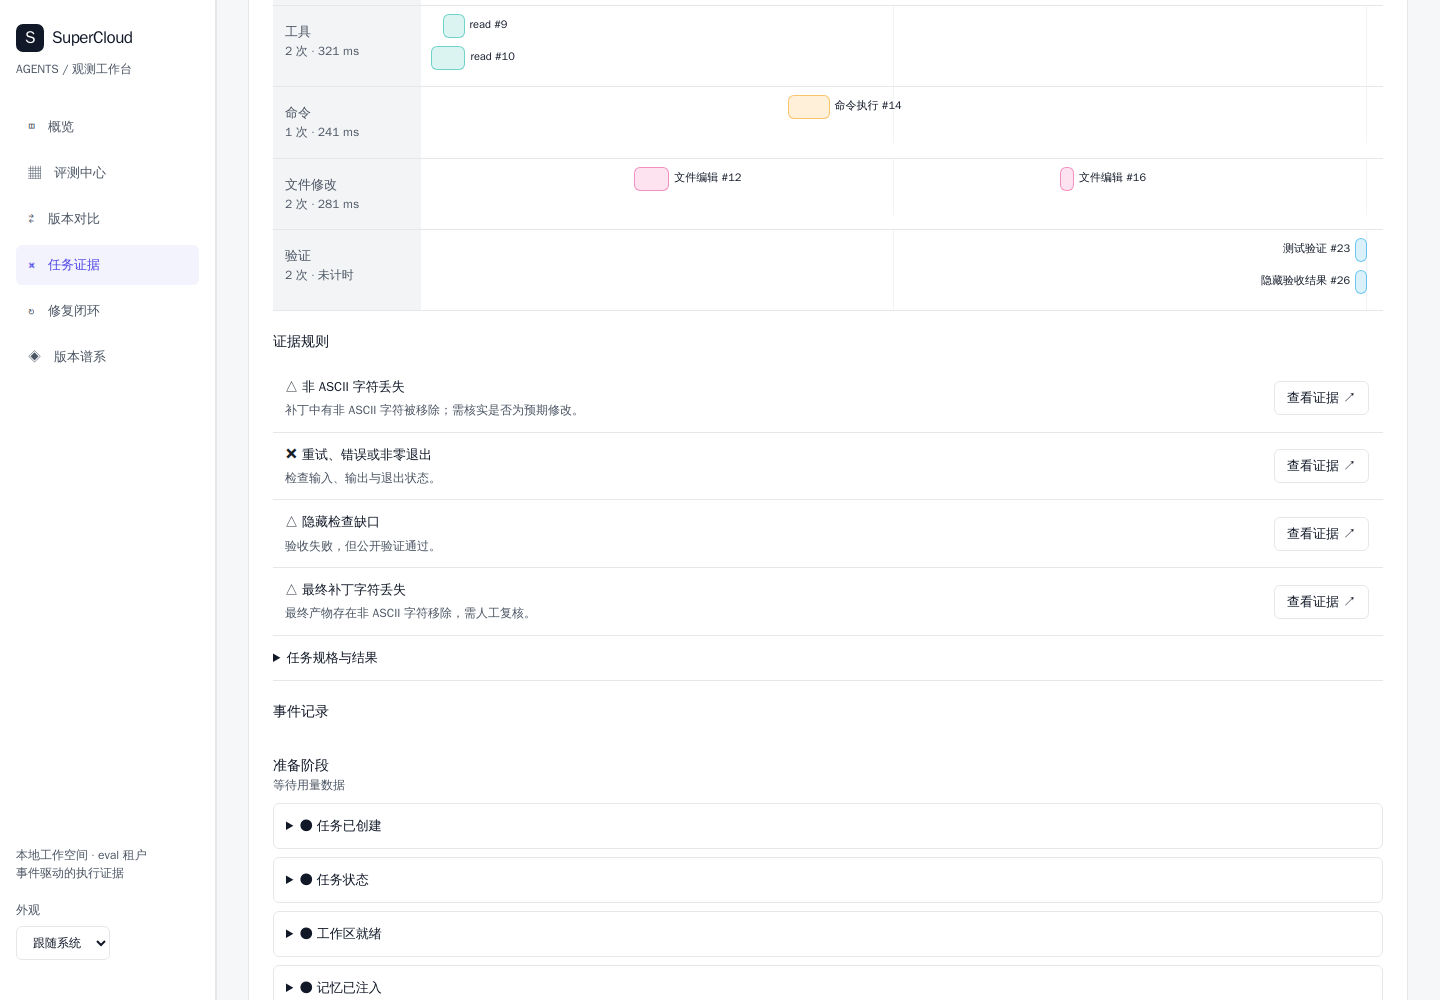 S SuperCloud
AGENTS / 观测工作台
概览
评测中心
版本对比
任务证据
修复闭环
版本谱系
本地工作空间 · eval 租户
事件驱动的执行证据
外观
跟随系统
工具
2 次 · 321 ms
read #9
read #10
命令
1 次 · 241 ms
命令执行 #14
文件修改
2 次 · 281 ms
文件编辑 #12
文件编辑 #16
验证
2 次 · 未计时
测试验证 #23
隐藏验收结果 #26
证据规则
△ 非 ASCII 字符丢失
补丁中有非 ASCII 字符被移除；需核实是否为预期修改。
查看证据 ↗
✖ 重试、错误或非零退出
检查输入、输出与退出状态。
查看证据 ↗
△ 隐藏检查缺口
验收失败，但公开验证通过。
查看证据 ↗
△ 最终补丁字符丢失
最终产物存在非 ASCII 字符移除，需人工复核。
查看证据 ↗
▶ 任务规格与结果
事件记录
准备阶段
等待用量数据
▶ ● 任务已创建
▶ ● 任务状态
▶ ● 工作区就绪
▶ ● 记忆已注入